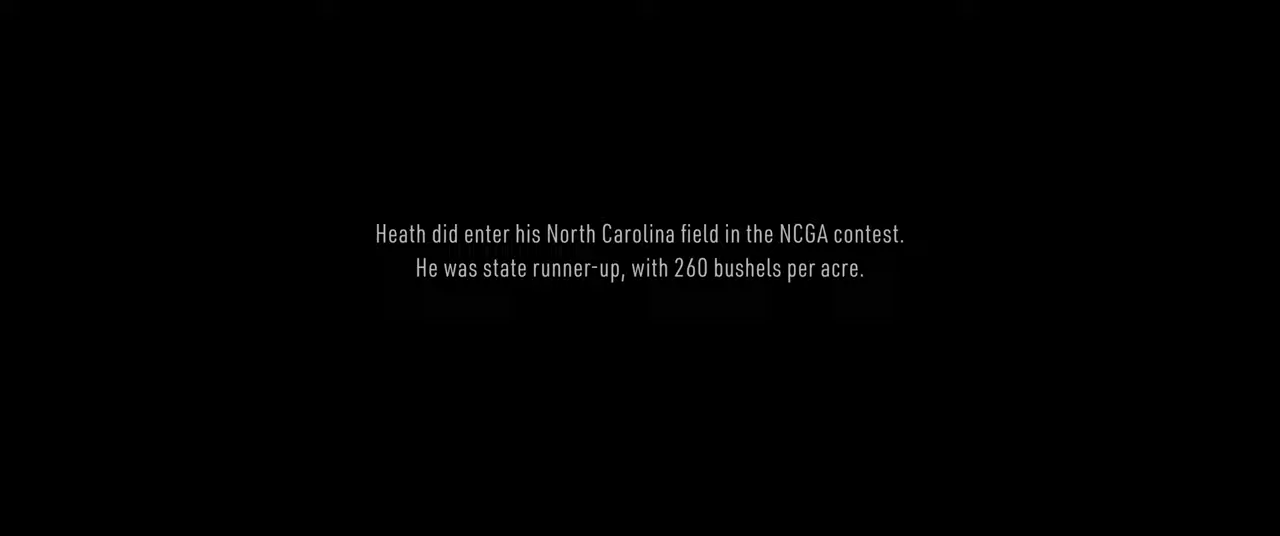 Heath did enter his North Carolina field in the NCGA contest.
He was state runner-up, with 260 bushels per acre.